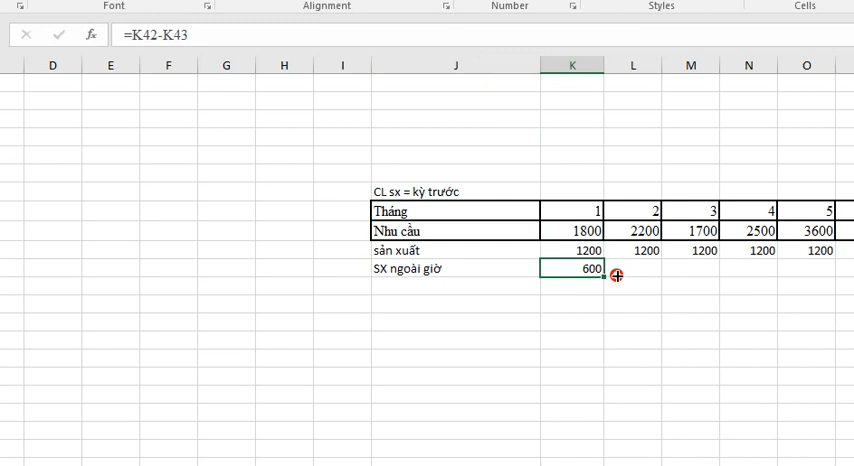 Font Alignment Number Styles Cells
fx =K42-K43
D E F G H I J K L M N O
CL sx = kỳ trước
Tháng 1 2 3 4 5
Nhu cầu 1800 2200 1700 2500 3600
sản xuất 1200 1200 1200 1200 1200
SX ngoài giờ 600